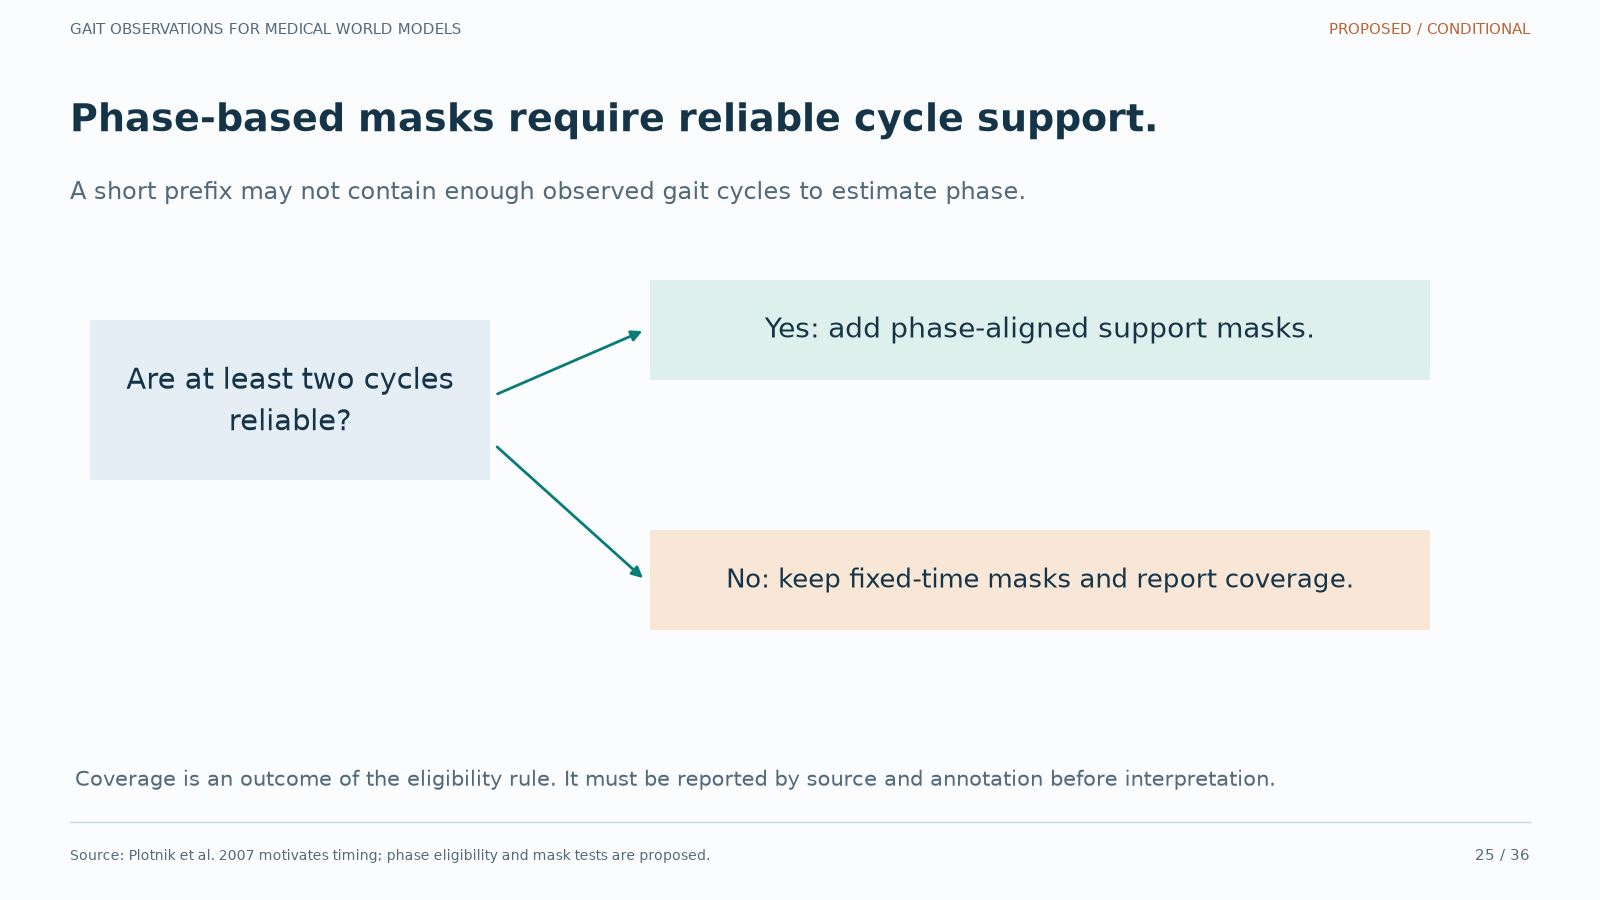 GAIT OBSERVATIONS FOR MEDICAL WORLD MODELS
PROPOSED / CONDITIONAL
Phase-based masks require reliable cycle support.
A short prefix may not contain enough observed gait cycles to estimate phase.
Are at least two cycles
reliable?
Yes: add phase-aligned support masks.
No: keep fixed-time masks and report coverage.
Coverage is an outcome of the eligibility rule. It must be reported by source and annotation before interpretation.
Source: Plotnik et al. 2007 motivates timing; phase eligibility and mask tests are proposed.
25 / 36